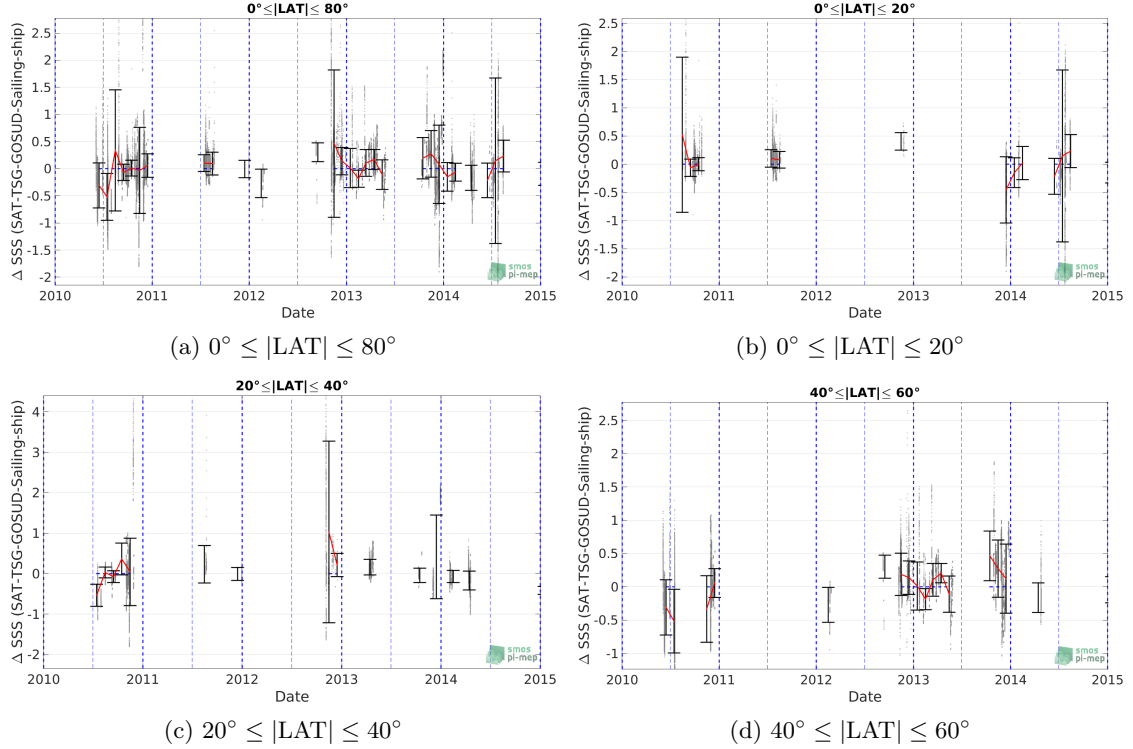 0°≤|LAT|≤ 80°
Δ SSS (SAT-TSG-GOSUD-Sailing-ship)
2.5
2
1.5
1
0.5
0
-0.5
-1
-1.5
-2
2010 2011 2012 2013 2014 2015
Date
smos
pi-mep
(a) 0° ≤ |LAT| ≤ 80°
0°≤|LAT|≤ 20°
Δ SSS (SAT-TSG-GOSUD-Sailing-ship)
2.5
2
1.5
1
0.5
0
-0.5
-1
-1.5
-2
2010 2011 2012 2013 2014 2015
Date
smos
pi-mep
(b) 0° ≤ |LAT| ≤ 20°
20°≤|LAT|≤ 40°
Δ SSS (SAT-TSG-GOSUD-Sailing-ship)
4
3
2
1
0
-1
-2
2010 2011 2012 2013 2014 2015
Date
smos
pi-mep
(c) 20° ≤ |LAT| ≤ 40°
40°≤|LAT|≤ 60°
Δ SSS (SAT-TSG-GOSUD-Sailing-ship)
2.5
2
1.5
1
0.5
0
-0.5
-1
2010 2011 2012 2013 2014 2015
Date
smos
pi-mep
(d) 40° ≤ |LAT| ≤ 60°